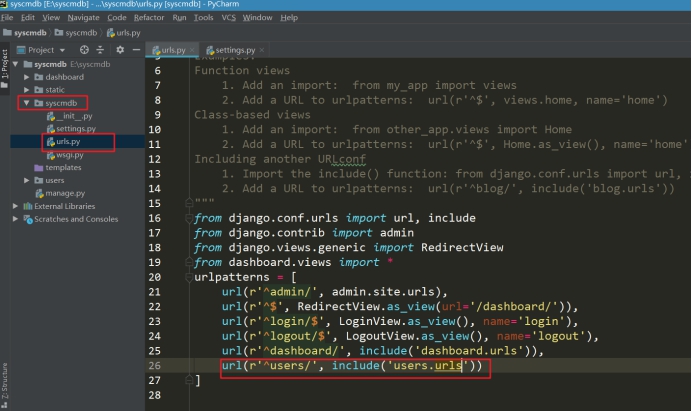 syscmdb [E:\syscmdb] - ...\syscmdb\urls.py [syscmdb] - PyCharm
File Edit View Navigate Code Refactor Run Tools VCS Window Help
syscmdb syscmdb urls.py
Project urls.py settings.py
1: Project
syscmdb E:\syscmdb
dashboard
static
syscmdb
__init__.py
settings.py
urls.py
wsgi.py
templates
users
manage.py
External Libraries
Scratches and Consoles
Z: Structure
Examples:
6 Function views
7 1. Add an import: from my_app import views
8 2. Add a URL to urlpatterns: url(r'^$', views.home, name='home')
9 Class-based views
10 1. Add an import: from other_app.views import Home
11 2. Add a URL to urlpatterns: url(r'^$', Home.as_view(), name='home'
12 Including another URLconf
13 1. Import the include() function: from django.conf.urls import url,
14 2. Add a URL to urlpatterns: url(r'^blog/', include('blog.urls'))
15 """
16 from django.conf.urls import url, include
17 from django.contrib import admin
18 from django.views.generic import RedirectView
19 from dashboard.views import *
20 urlpatterns = [
21 url(r'^admin/', admin.site.urls),
22 url(r'^$', RedirectView.as_view(url='/dashboard/')),
23 url(r'^login/$', LoginView.as_view(), name='login'),
24 url(r'^logout/$', LogoutView.as_view(), name='logout'),
25 url(r'^dashboard/', include('dashboard.urls')),
26 url(r'^users/', include('users.urls'))
27 ]
28